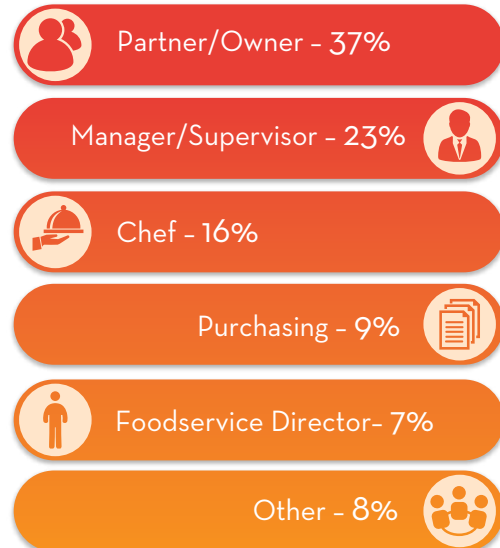 Partner/Owner – 37%
Manager/Supervisor – 23%
Chef – 16%
Purchasing – 9%
Foodservice Director– 7%
Other – 8%